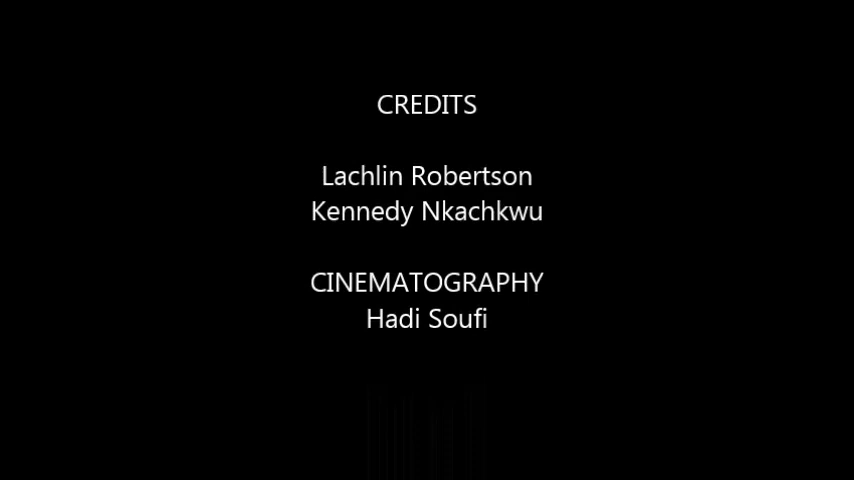 CREDITS
Lachlin Robertson
Kennedy Nkachkwu
CINEMATOGRAPHY
Hadi Soufi